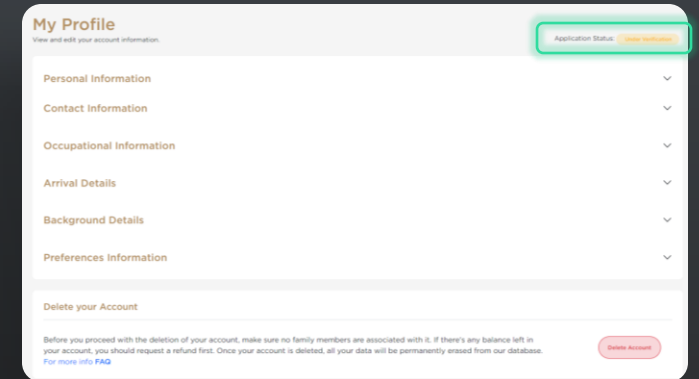 My Profile
View and edit your account information.
Application Status: Under Verification
Personal Information
Contact Information
Occupational Information
Arrival Details
Background Details
Preferences Information
Delete your Account
Before you proceed with the deletion of your account, make sure no family members are associated with it. If there's any balance left in
your account, you should request a refund first. Once your account is deleted, all your data will be permanently erased from our database.
For more info FAQ
Delete Account